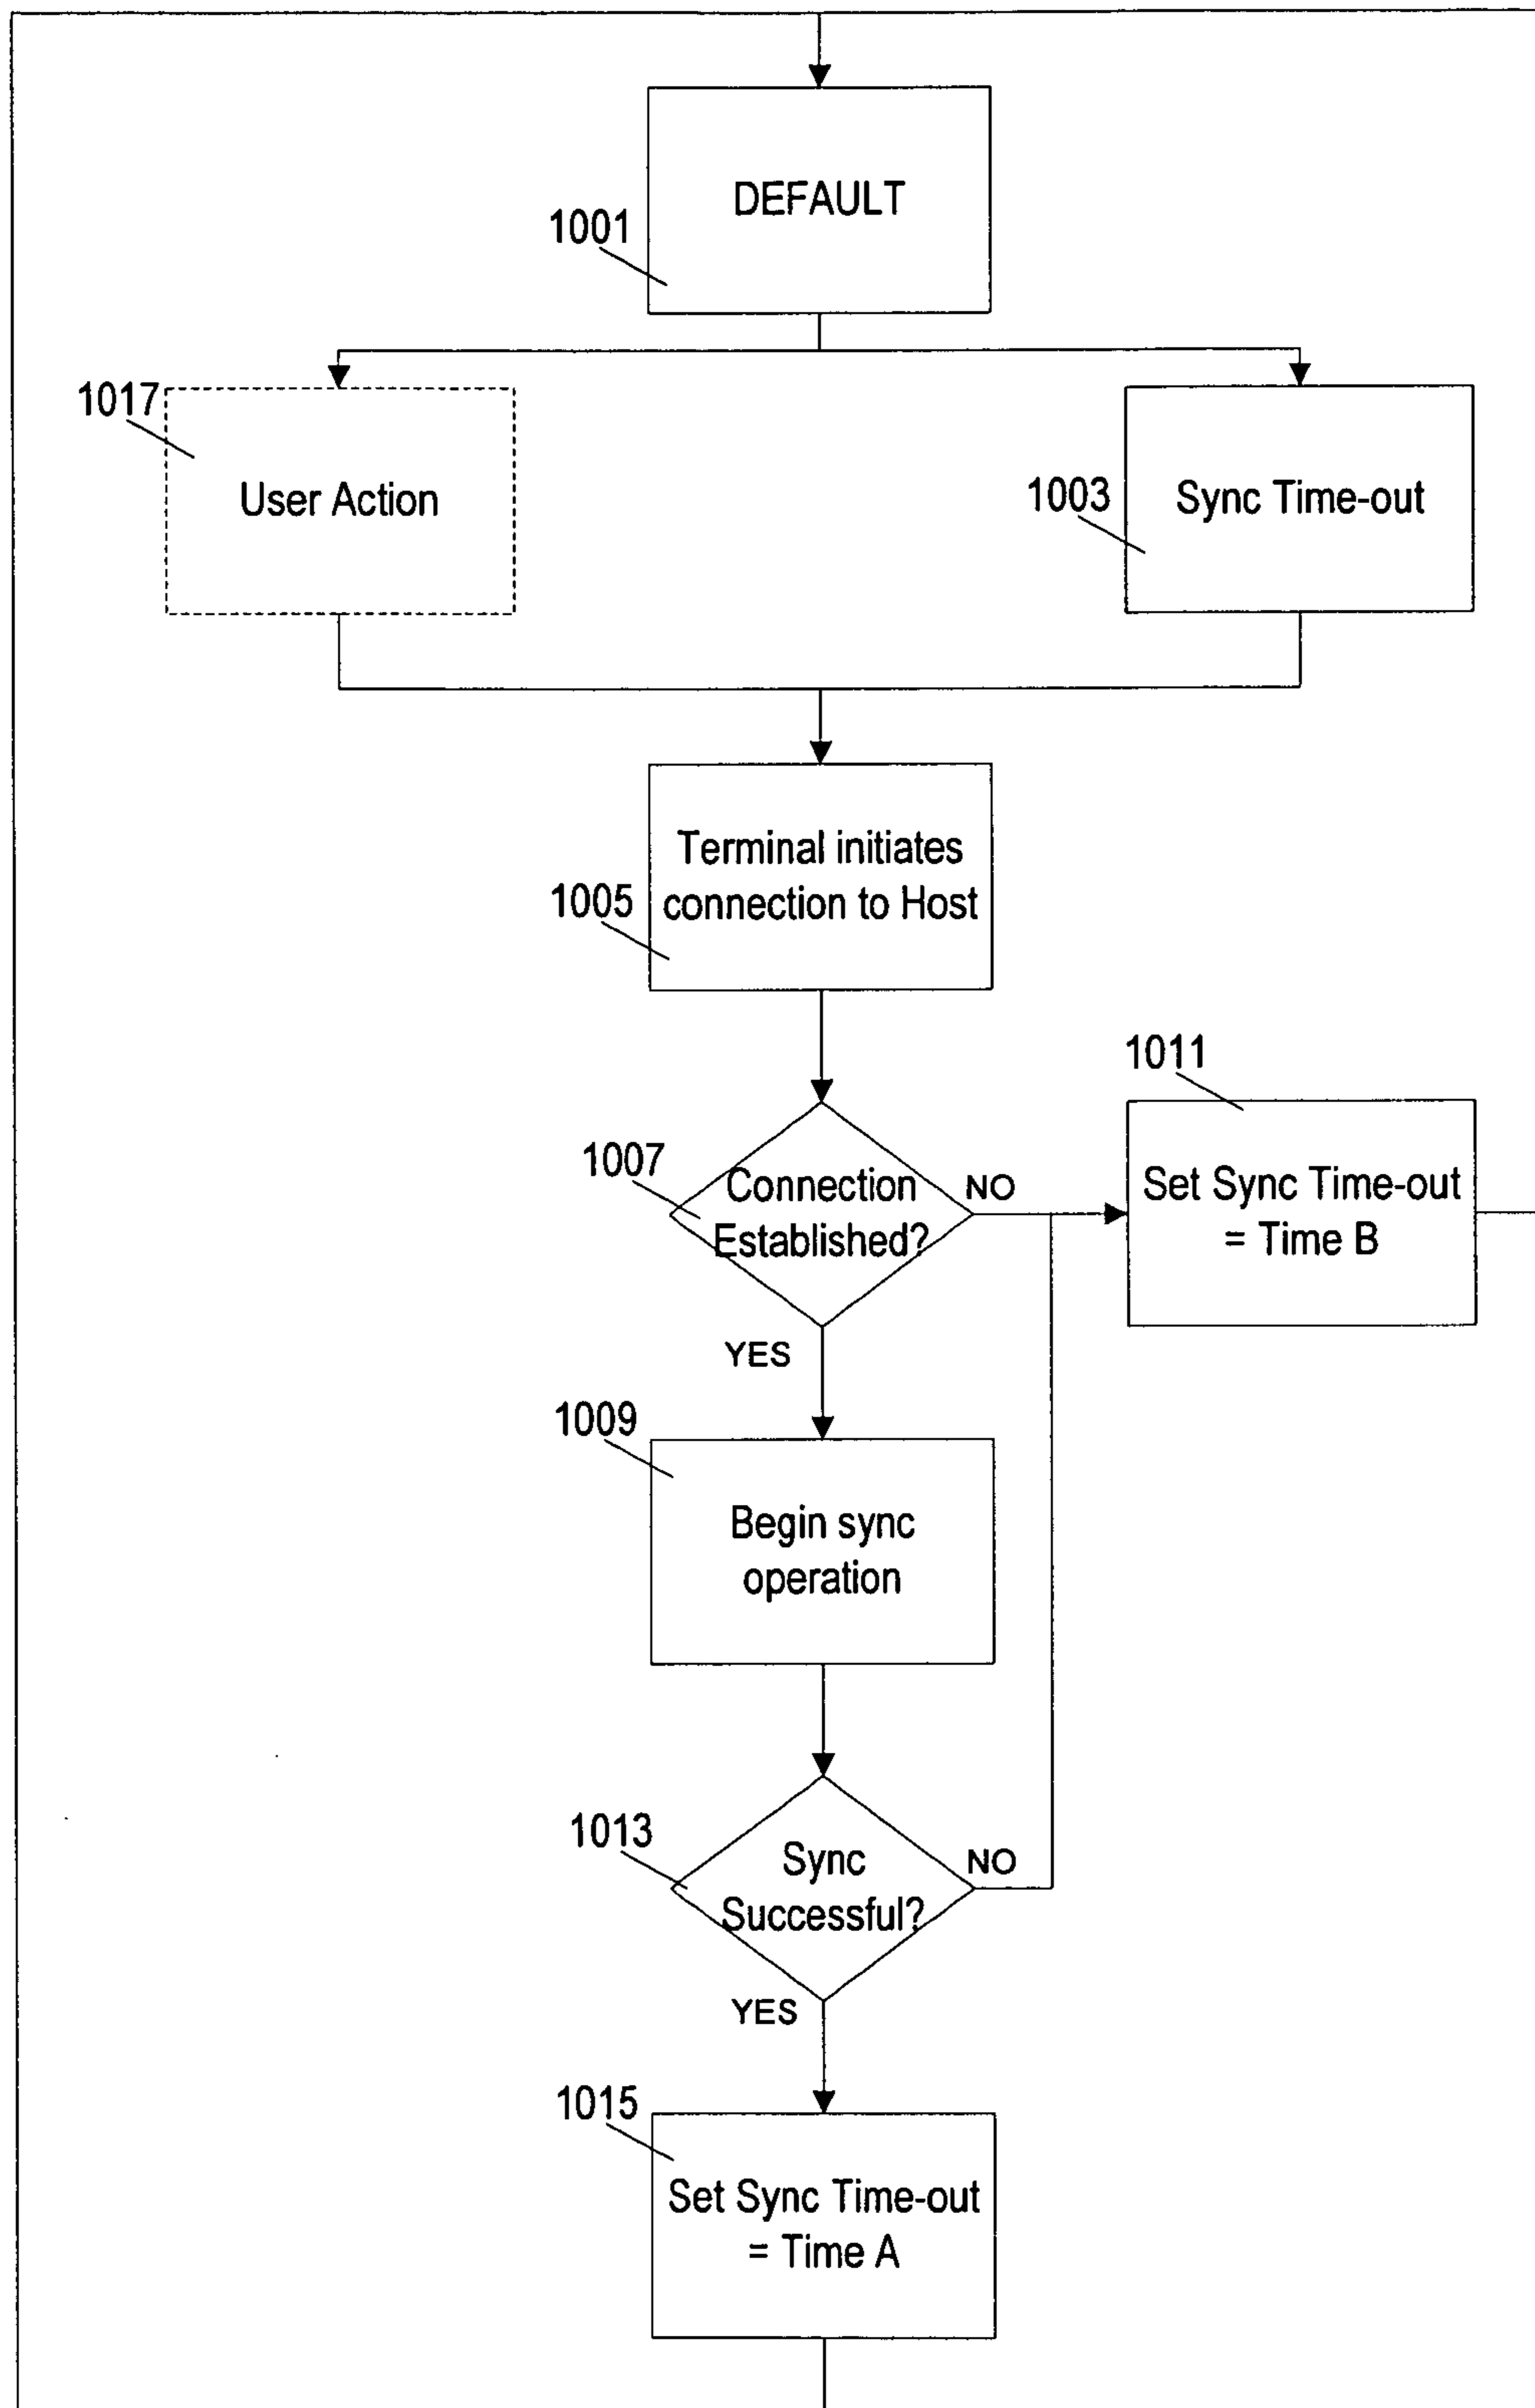 DEFAULT
1001
1017
User Action
1003
Sync Time-out
Terminal initiates
connection to Host
1005
1011
1007
Connection
Established?
NO
Set Sync Time-out
= Time B
YES
1009
Begin sync
operation
1013
Sync
Successful?
NO
YES
1015
Set Sync Time-out
= Time A